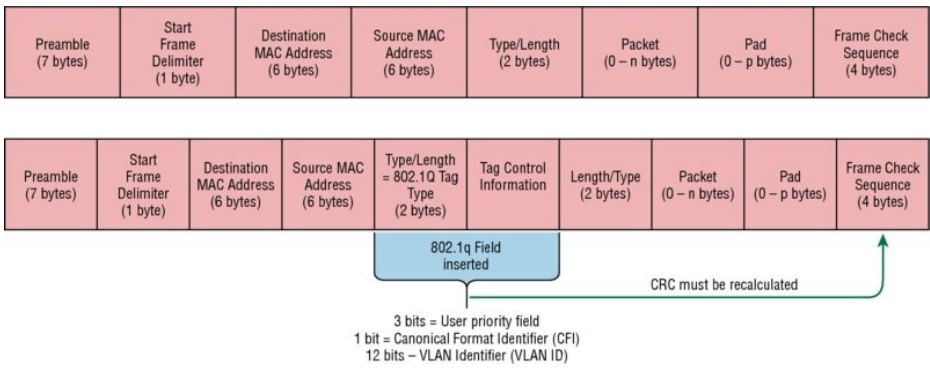 Preamble
(7 bytes)
Start
Frame
Delimiter
(1 byte)
Destination
MAC Address
(6 bytes)
Source MAC
Address
(6 bytes)
Type/Length
(2 bytes)
Packet
(0 – n bytes)
Pad
(0 – p bytes)
Frame Check
Sequence
(4 bytes)
Preamble
(7 bytes)
Start
Frame
Delimiter
(1 byte)
Destination
MAC Address
(6 bytes)
Source MAC
Address
(6 bytes)
Type/Length
= 802.1Q Tag
Type
(2 bytes)
Tag Control
Information
Length/Type
(2 bytes)
Packet
(0 – n bytes)
Pad
(0 – p bytes)
Frame Check
Sequence
(4 bytes)
802.1q Field
inserted
CRC must be recalculated
3 bits = User priority field
1 bit = Canonical Format Identifier (CFI)
12 bits – VLAN Identifier (VLAN ID)